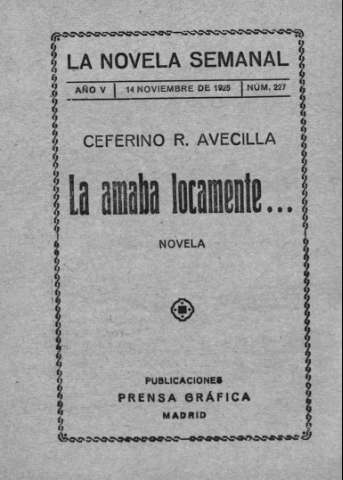 LA NOVELA SEMANAL
AÑO V | 14 NOVIEMBRE DE 1925 | NÚM. 227
CEFERINO R. AVECILLA
La amaba locamente...
NOVELA
PUBLICACIONES
PRENSA GRÁFICA
MADRID